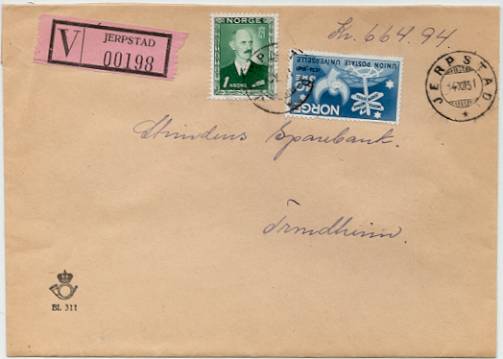 V JERPSTAD
00198
NORGE
1 KRONE
NORGE
UNION POSTALE UNIVERSELLE
Kr. 664.94
JERPSTAD
Strindens Sparebank.
Trondheim.
BL. 311